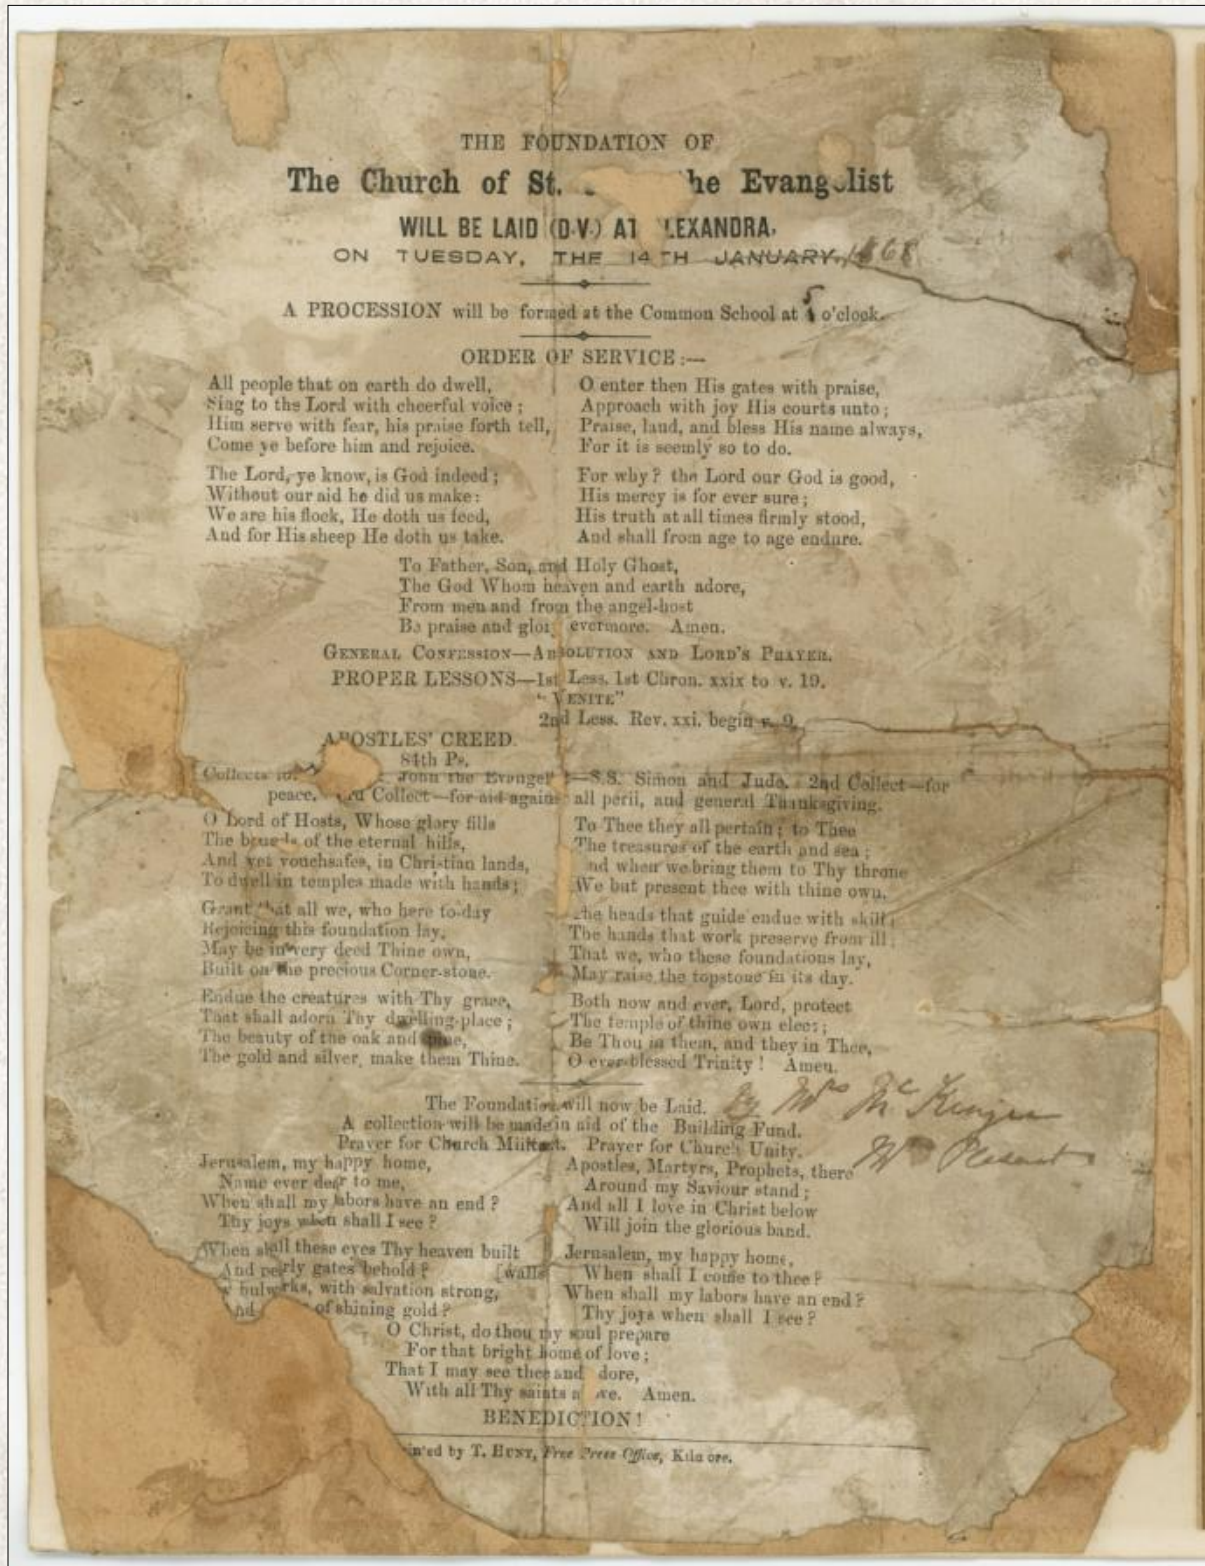 THE FOUNDATION OF
The Church of St. he Evangelist
WILL BE LAID (D.V.) AT LEXANDRA,
ON TUESDAY, THE 14TH JANUARY, 1868
A PROCESSION will be formed at the Common School at 5 o'clock.
ORDER OF SERVICE:—
All people that on earth do dwell,
Sing to the Lord with cheerful voice;
Him serve with fear, his praise forth tell,
Come ye before him and rejoice.
The Lord, ye know, is God indeed;
Without our aid he did us make:
We are his flock, He doth us feed,
And for His sheep He doth us take.
O enter then His gates with praise,
Approach with joy His courts unto;
Praise, laud, and bless His name always,
For it is seemly so to do.
For why? the Lord our God is good,
His mercy is for ever sure;
His truth at all times firmly stood,
And shall from age to age endure.
To Father, Son, and Holy Ghost,
The God Whom heaven and earth adore,
From men and from the angel-host
Be praise and glor evermore. Amen.
GENERAL CONFESSION—ABSOLUTION AND LORD'S PRAYER.
PROPER LESSONS—1st Less. 1st Chron. xxix to v. 19.
"VENITE"
2nd Less. Rev. xxi. begin v. 9.
APOSTLES' CREED.
84th Ps.
Collects for John the Evangel t—S.S. Simon and Jude. 2nd Collect—for
peace. rd Collect—for aid against all peril, and general Thanksgiving.
O Lord of Hosts, Whose glory fills
The bounds of the eternal hills,
And yet vouchsafes, in Christian lands,
To dwell in temples made with hands;
Grant that all we, who here to-day
Rejoicing this foundation lay,
May be in very deed Thine own,
Built on the precious Corner-stone.
Endue the creatures with Thy grace,
That shall adorn Thy dwelling-place;
The beauty of the oak and pine,
The gold and silver, make them Thine.
To Thee they all pertain; to Thee
The treasures of the earth and sea;
nd when we bring them to Thy throne
We but present thee with thine own.
he heads that guide endue with skill;
The hands that work preserve from ill;
That we, who these foundations lay,
May raise the topstone in its day.
Both now and ever, Lord, protect
The temple of thine own elect;
Be Thou in them, and they in Thee,
O ever-blessed Trinity! Amen.
The Foundation will now be Laid. By Mrs Mc
A collection will be made in aid of the Building Fund.
Prayer for Church Militant. Prayer for Church Unity.
Jerusalem, my happy home,
Name ever dear to me,
When shall my labors have an end?
Thy joys when shall I see?
When shall these eyes Thy heaven built
And pearly gates behold? [walls
bulwarks, with salvation strong,
And of shining gold?
Apostles, Martyrs, Prophets, there
Around my Saviour stand;
And all I love in Christ below
Will join the glorious band.
Jerusalem, my happy home,
When shall I come to thee?
When shall my labors have an end?
Thy joys when shall I see?
O Christ, do thou my soul prepare
For that bright home of love;
That I may see thee and dore,
With all Thy saints a ve. Amen.
BENEDICTION!
inted by T. HUNT, Free Press Office, Kilmore.